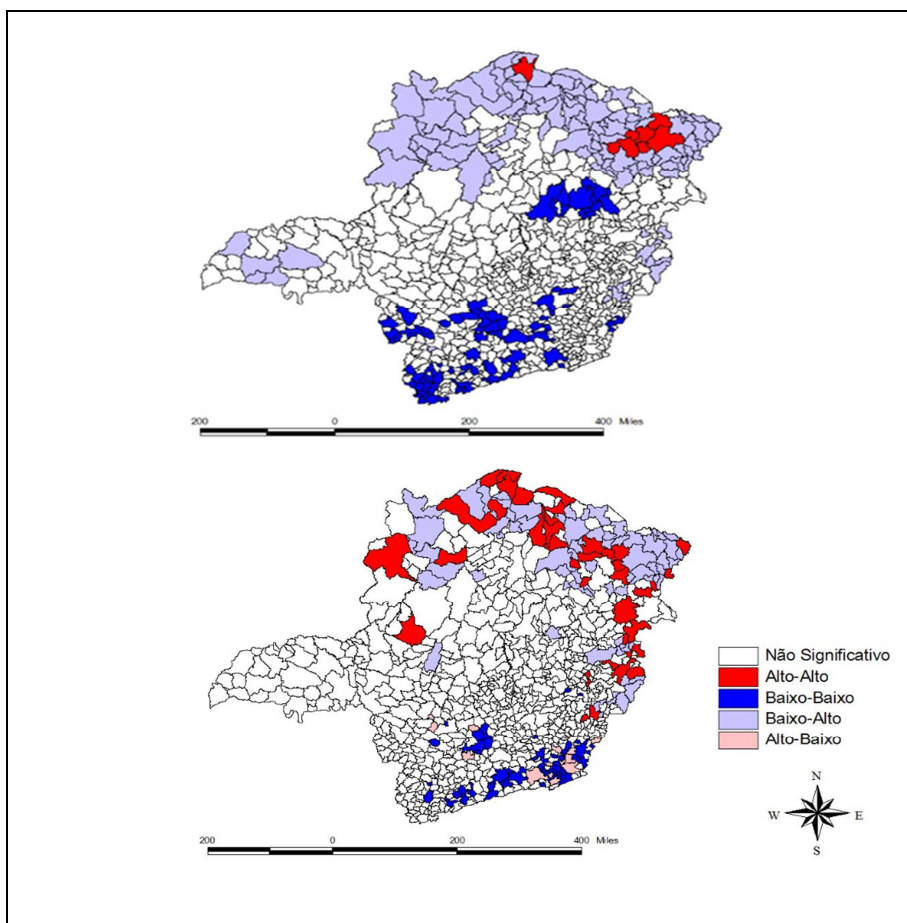 200 0 200 400 Miles
Não Significativo
Alto-Alto
Baixo-Baixo
Baixo-Alto
Alto-Baixo
N
W E
S
200 0 200 400 Miles